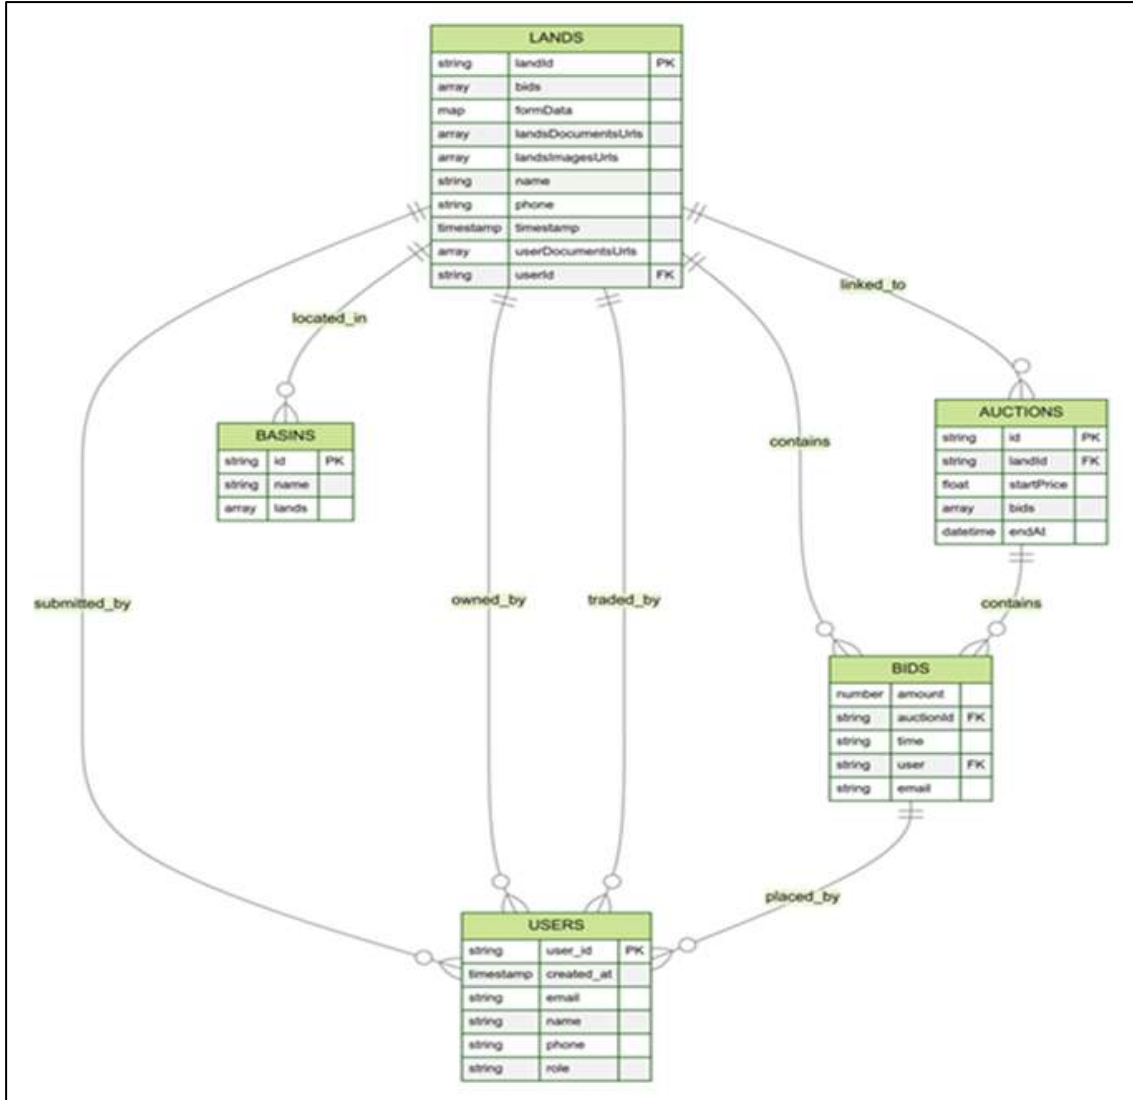 LANDS
string landId PK
array bids
map formData
array landsDocumentsUrls
array landsImagesUrls
string name
string phone
timestamp timestamp
array userDocumentsUrls
string userId FK
linked_to
located_in
AUCTIONS
string id PK
string landId FK
float startPrice
array bids
datetime endAt
BASINS
string id PK
string name
array lands
contains
submitted_by
owned_by
traded_by
contains
BIDS
number amount
string auctionId FK
string time
string user FK
string email
placed_by
USERS
string user_id PK
timestamp created_at
string email
string name
string phone
string role